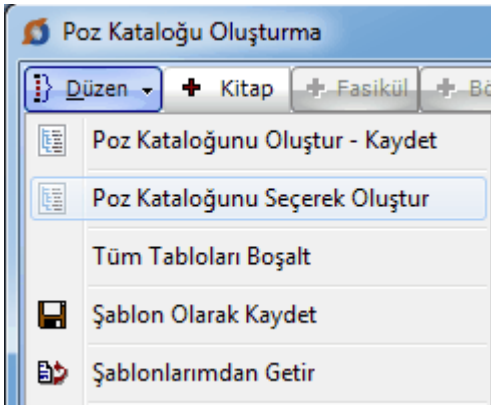 Poz Kataloğu Oluşturma
Düzen Kitap Fasikül Bö
Poz Kataloğunu Oluştur - Kaydet
Poz Kataloğunu Seçerek Oluştur
Tüm Tabloları Boşalt
Şablon Olarak Kaydet
Şablonlarımdan Getir